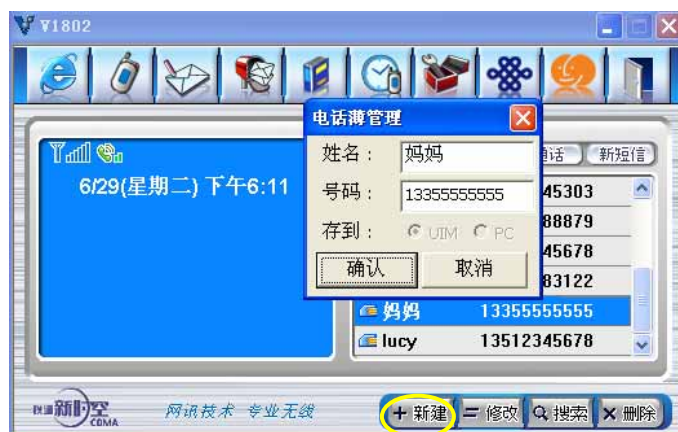 V1802
电话薄管理
姓名： 妈妈
号码： 13355555555
存到： UIM PC
确认 取消
6/29(星期二) 下午6:11
话 新短信
45303
88879
45678
83122
妈妈 13355555555
lucy 13512345678
联通新时空 CDMA
网讯技术 专业无线
新建 修改 搜索 删除